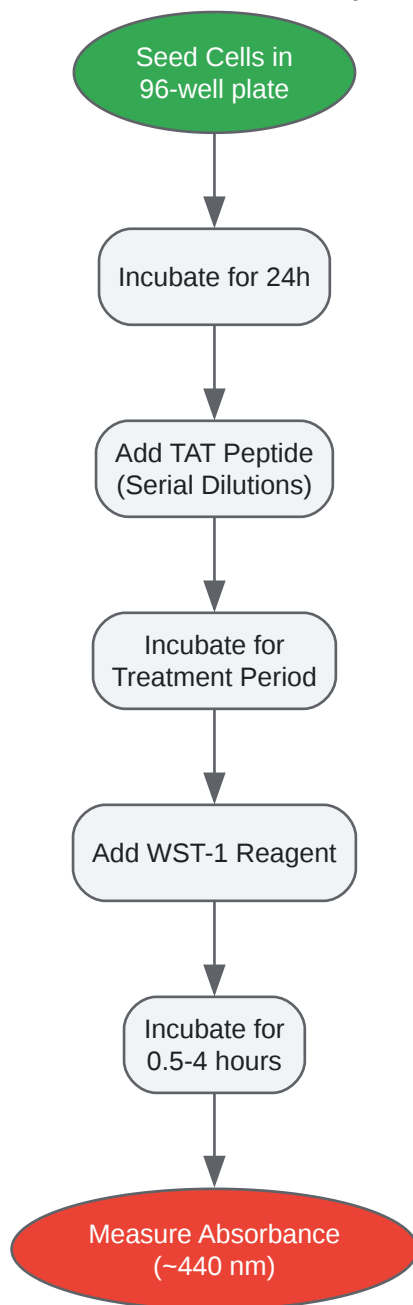 Seed Cells in
96-well plate
Incubate for 24h
Add TAT Peptide
(Serial Dilutions)
Incubate for
Treatment Period
Add WST-1 Reagent
Incubate for
0.5-4 hours
Measure Absorbance
(~440 nm)